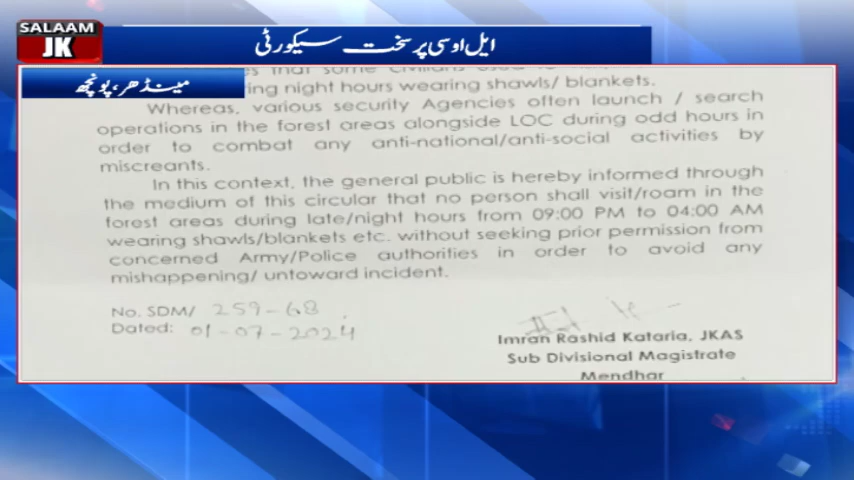 SALAAM
JK
ایل او سی پر سخت سیکورٹی
مینڈھر، پونچھ
that some civilians used to
night hours wearing shawls/ blankets.
Whereas, various security Agencies often launch / search
operations in the forest areas alongside LOC during odd hours in
order to combat any anti-national/anti-social activities by
miscreants.
In this context, the general public is hereby informed through
the medium of this circular that no person shall visit/roam in the
forest areas during late/night hours from 09:00 PM to 04:00 AM
wearing shawls/blankets etc. without seeking prior permission from
concerned Army/Police authorities in order to avoid any
mishappening/ untoward incident.
No. SDM/ 259-68
Dated: 01-07-2024
Imran Rashid Kataria, JKAS
Sub Divisional Magistrate
Mendhar